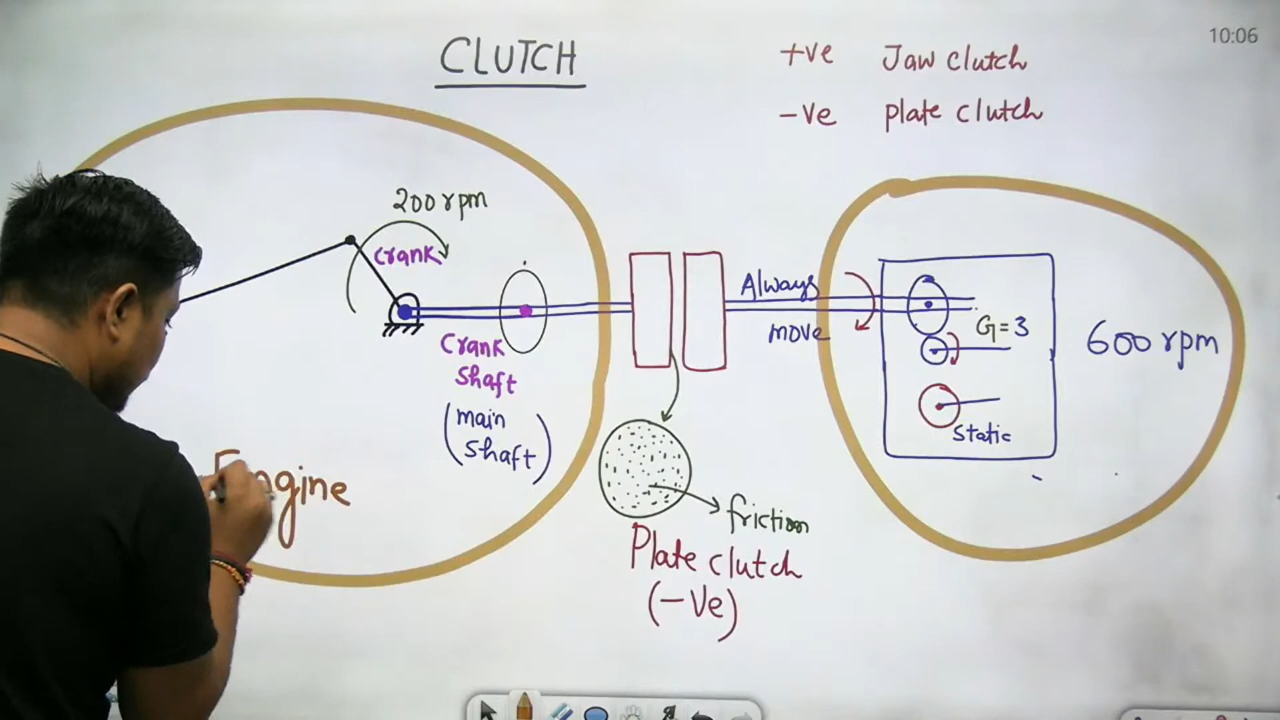 10:06
CLUTCH
+ve Jaw clutch
-ve plate clutch
200 rpm
Crank
Crank
shaft
(main
shaft)
Engine
Always
move
G=3
Static
600 rpm
friction
Plate clutch
(-ve)